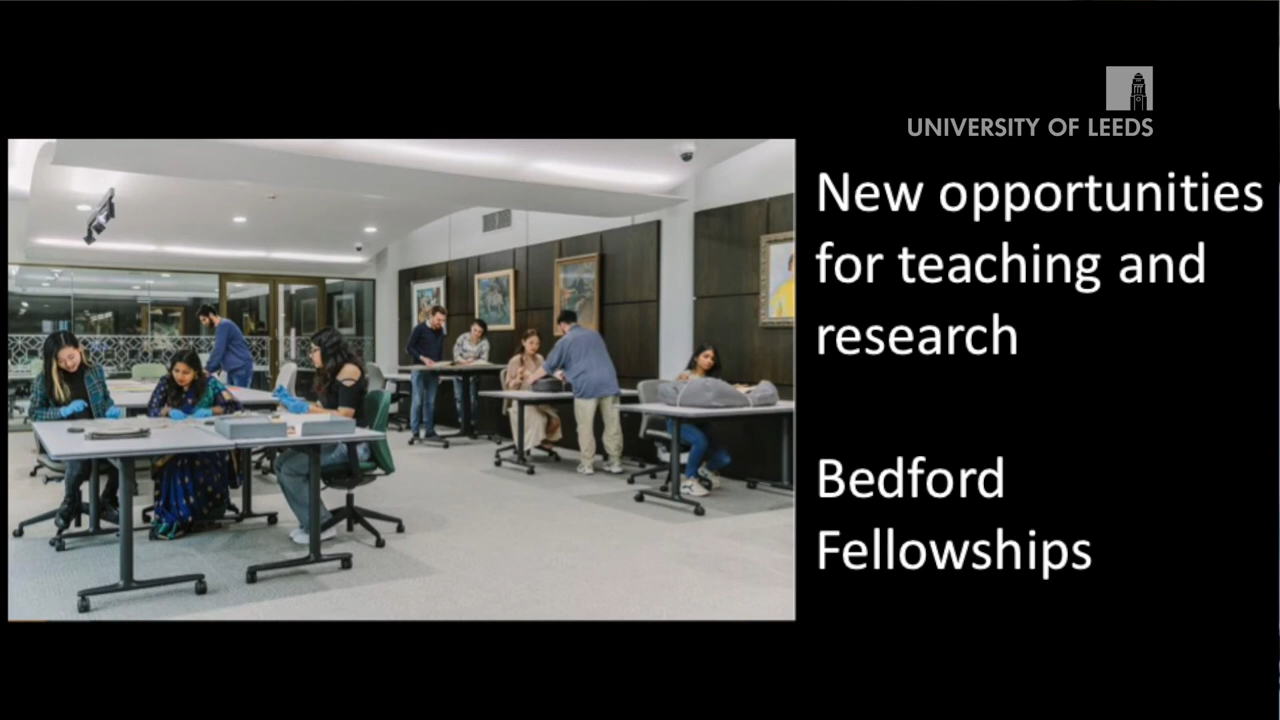 UNIVERSITY OF LEEDS
New opportunities
for teaching and
research
Bedford
Fellowships